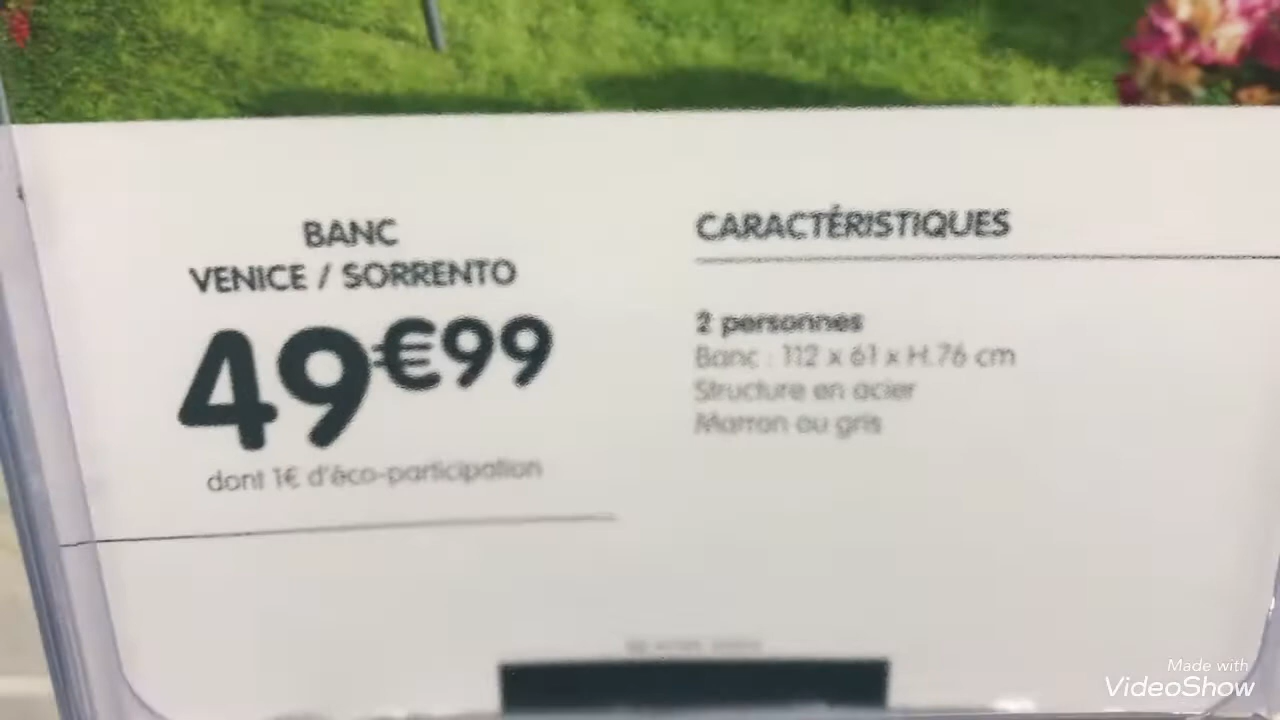 BANC
VENICE / SORRENTO
49€99
dont 1€ d'éco-participation
CARACTÉRISTIQUES
2 personnes
Banc : 112 x 61 x H.76 cm
Structure en acier
Marron ou gris
Made with
VideoShow